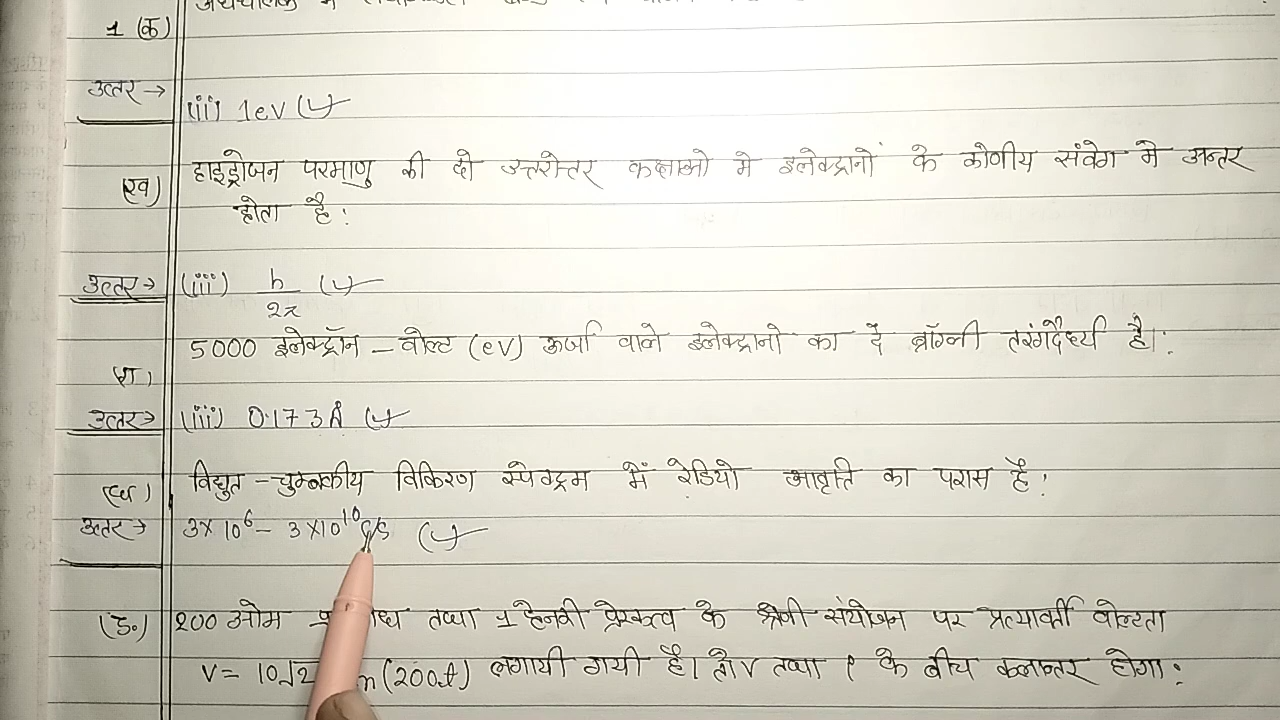 1 (क)
उत्तर → (ii) 1eV
(ख) हाइड्रोजन परमाणु की दो उत्तरोत्तर कक्षाओ मे इलेक्ट्रानों के कोणीय संवेग मे अन्तर
होता है :
उत्तर → (iii) h/2π
5000 इलेक्ट्रॉन - वोल्ट (eV) ऊर्जा वाले इलेक्ट्रानो का दे ब्रॉग्नी तरंगदैर्ध्य है। :
ग।
उत्तर → (iii) 0.173Å
(घ) विद्युत - चुम्बकीय विकिरण स्पेक्ट्रम में रेडियो आवृत्ति का परास है :
उत्तर → 3×10⁶ - 3×10¹⁰
(ड.) 200 ओम तथा 1 हेनरी प्रेरकत्व के श्रेणी संयोजन पर प्रत्यावर्ती वोल्टता
V = 10√2 (200t) लगायी गयी है। तो V तथा i के बीच कलान्तर होगा :